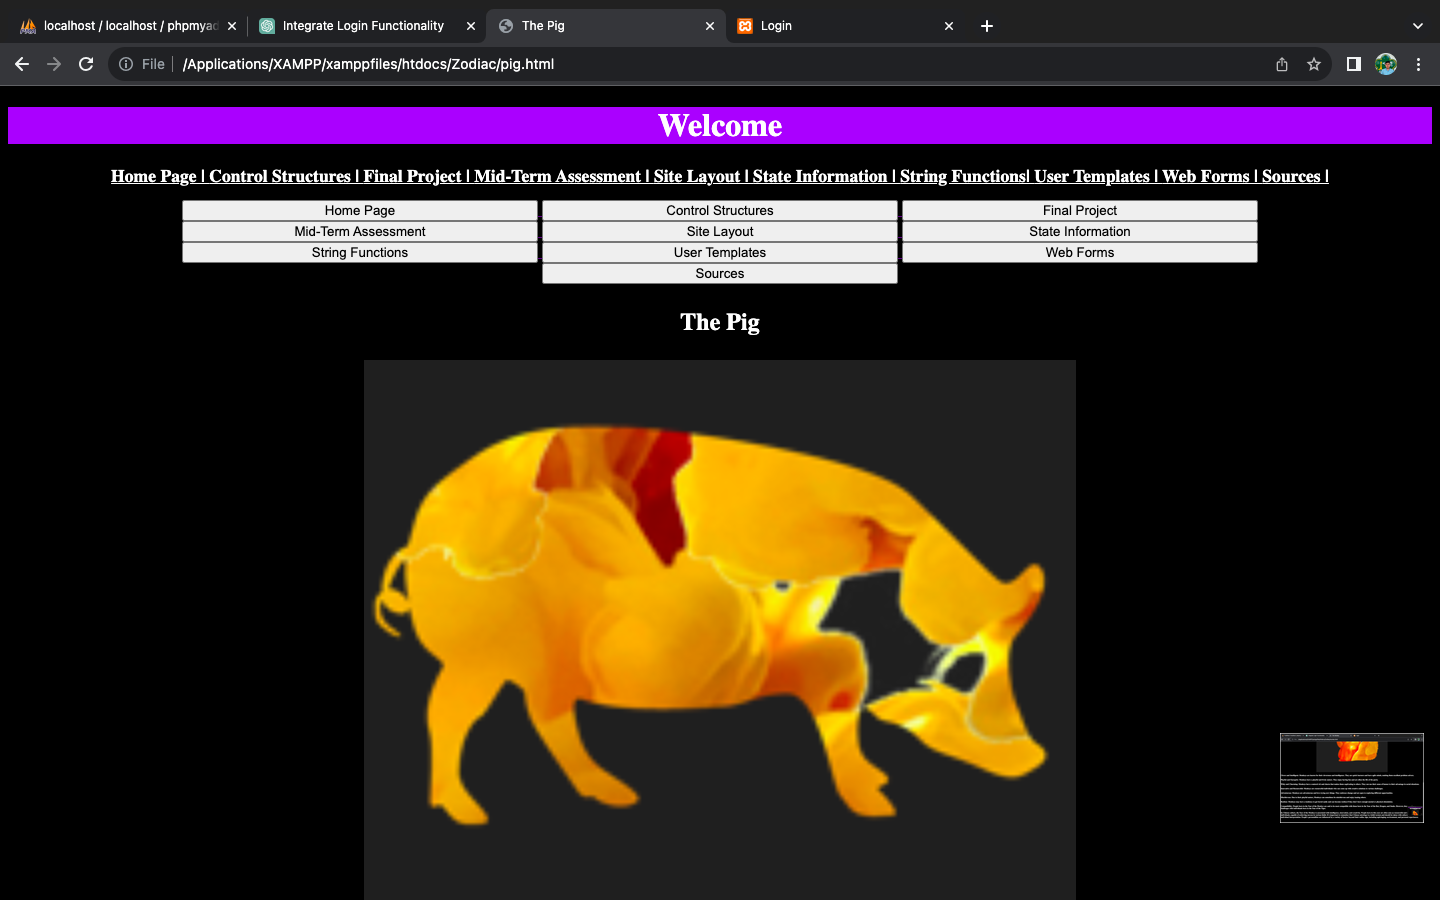 localhost / localhost / phpmyad
Integrate Login Functionality
The Pig
Login
File
/Applications/XAMPP/xamppfiles/htdocs/Zodiac/pig.html
Welcome
Home Page | Control Structures | Final Project | Mid-Term Assessment | Site Layout | State Information | String Functions| User Templates | Web Forms | Sources |
Home Page Control Structures Final Project
Mid-Term Assessment Site Layout State Information
String Functions User Templates Web Forms
Sources
The Pig